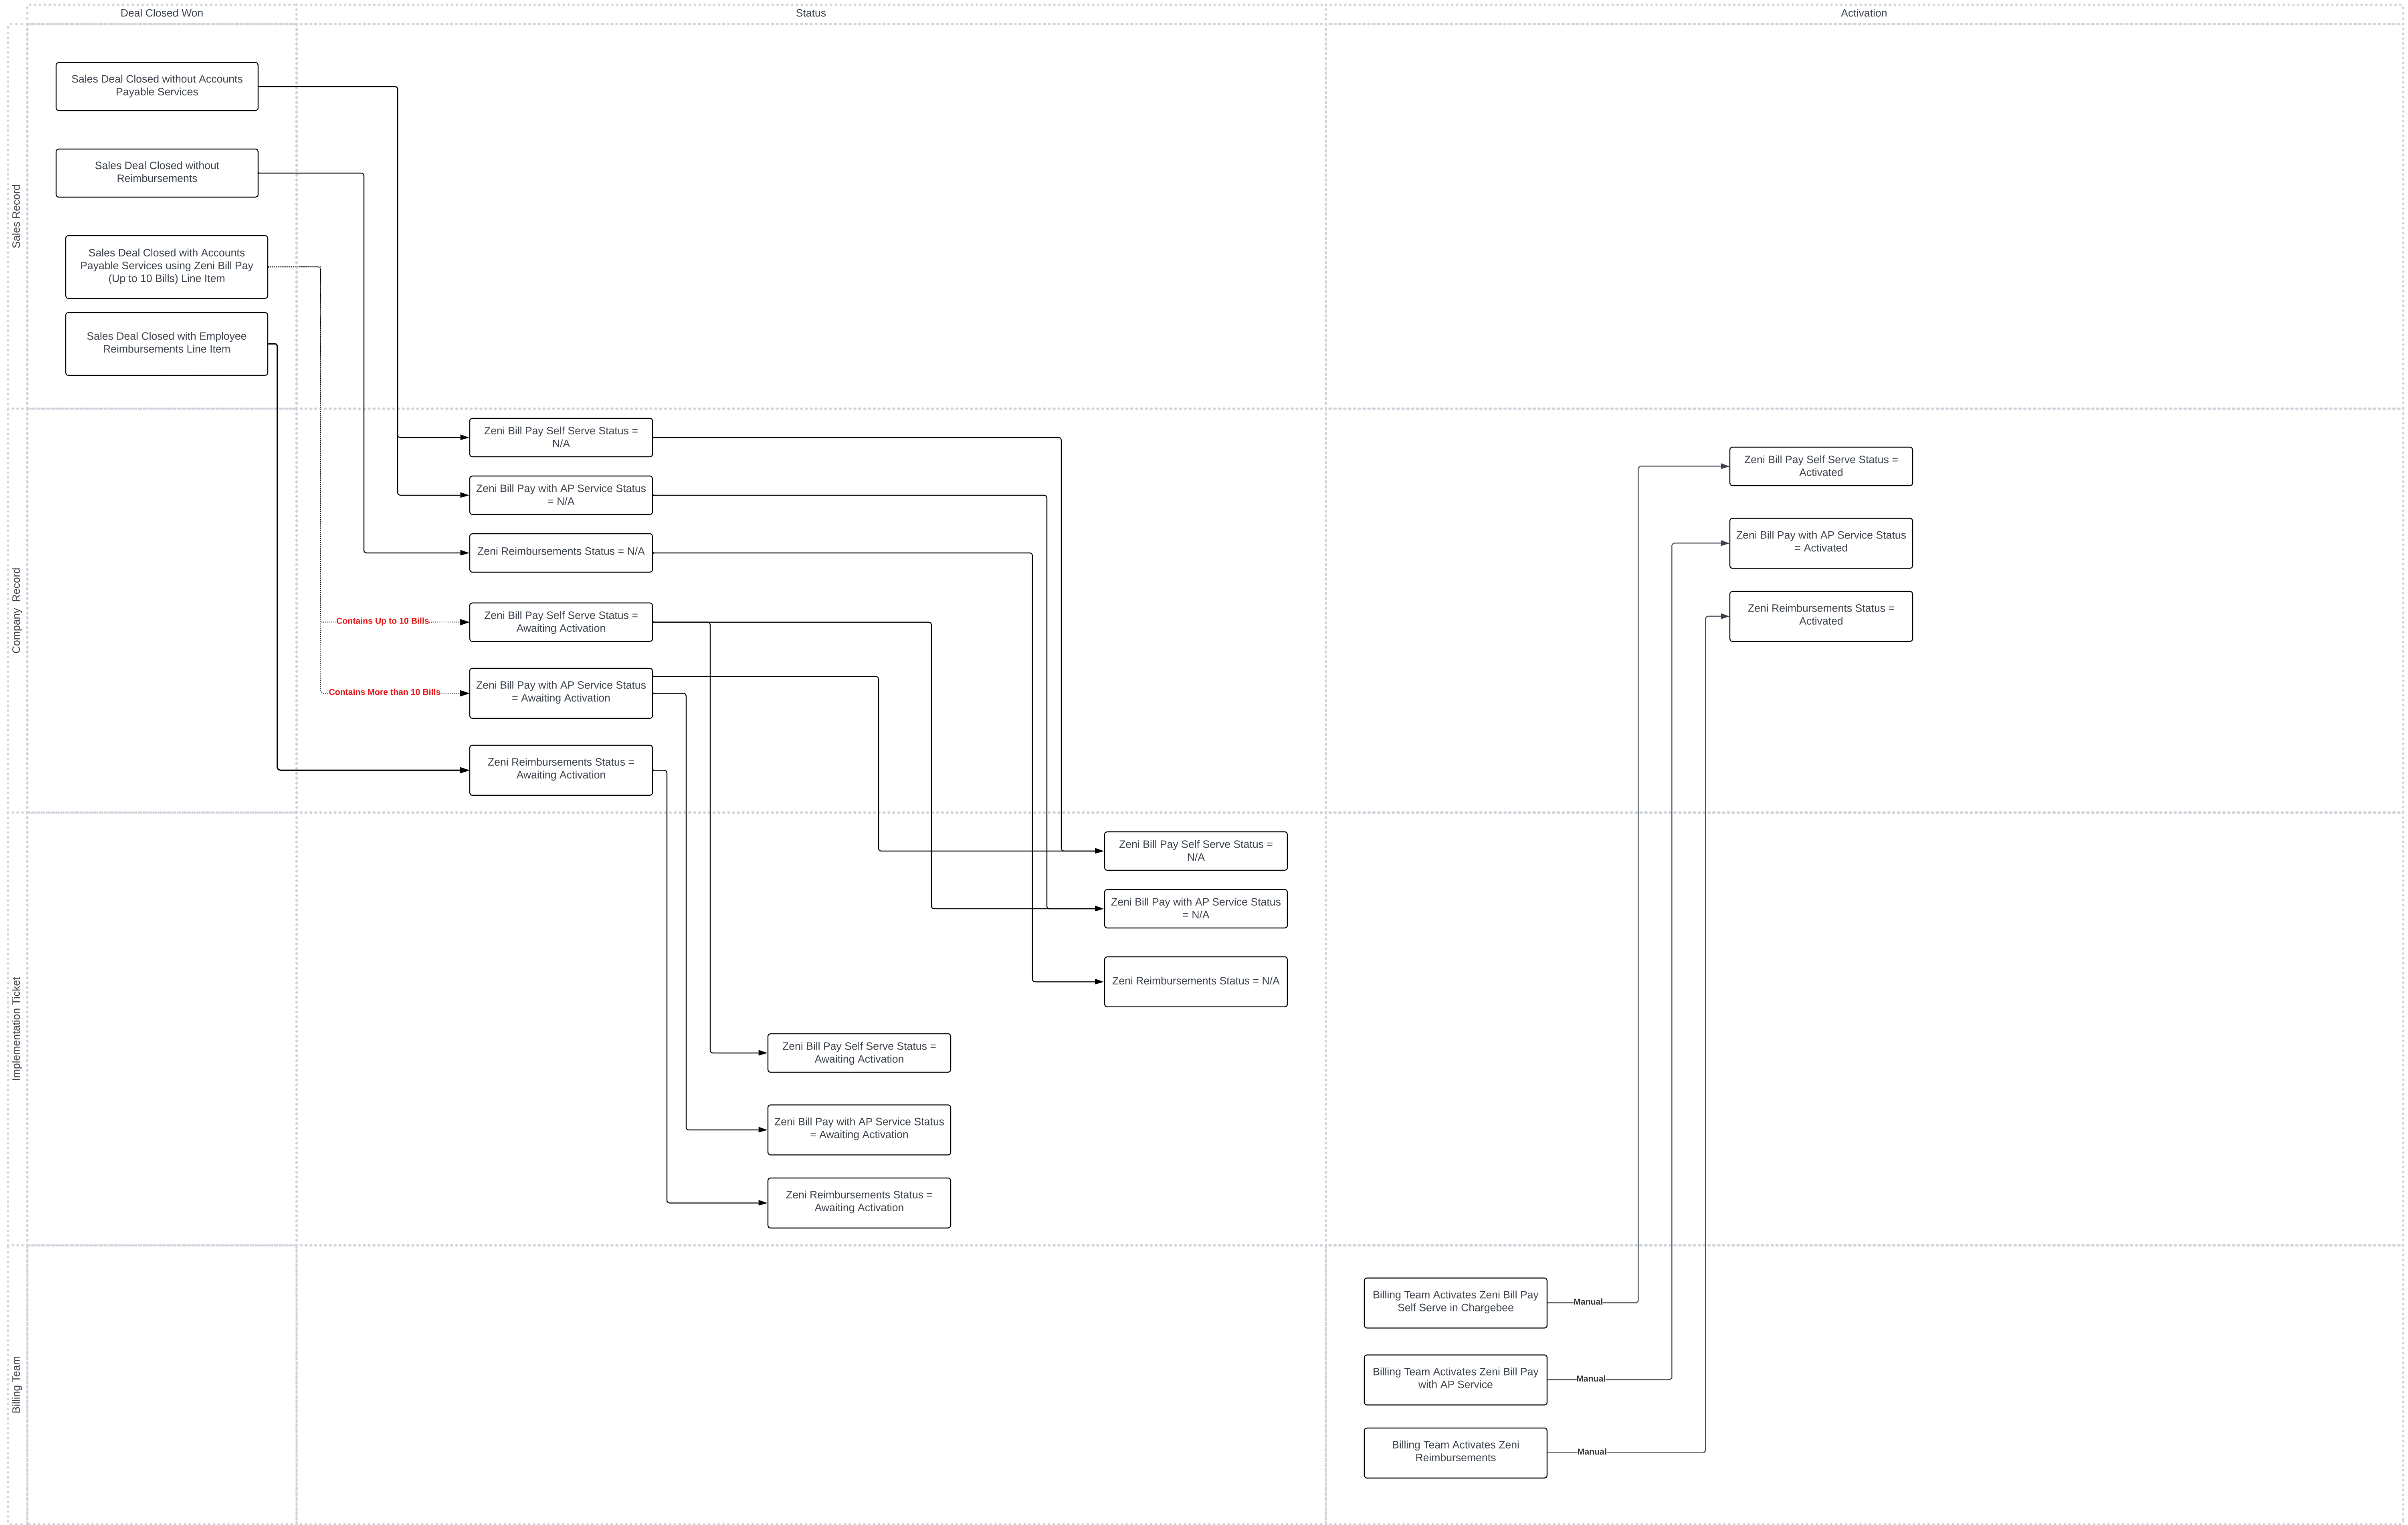 Deal Closed Won
Status
Activation
Sales Record
Sales Deal Closed without Accounts
Payable Services
Sales Deal Closed without
Reimbursements
Sales Deal Closed with Accounts
Payable Services using Zeni Bill Pay
(Up to 10 Bills) Line Item
Sales Deal Closed with Employee
Reimbursements Line Item
Company Record
Zeni Bill Pay Self Serve Status =
N/A
Zeni Bill Pay with AP Service Status
= N/A
Zeni Reimbursements Status = N/A
Contains Up to 10 Bills
Zeni Bill Pay Self Serve Status =
Awaiting Activation
Contains More than 10 Bills
Zeni Bill Pay with AP Service Status
= Awaiting Activation
Zeni Reimbursements Status =
Awaiting Activation
Zeni Bill Pay Self Serve Status =
Activated
Zeni Bill Pay with AP Service Status
= Activated
Zeni Reimbursements Status =
Activated
Implementation Ticket
Zeni Bill Pay Self Serve Status =
N/A
Zeni Bill Pay with AP Service Status
= N/A
Zeni Reimbursements Status = N/A
Zeni Bill Pay Self Serve Status =
Awaiting Activation
Zeni Bill Pay with AP Service Status
= Awaiting Activation
Zeni Reimbursements Status =
Awaiting Activation
Billing Team
Billing Team Activates Zeni Bill Pay
Self Serve in Chargebee
Manual
Billing Team Activates Zeni Bill Pay
with AP Service
Manual
Billing Team Activates Zeni
Reimbursements
Manual